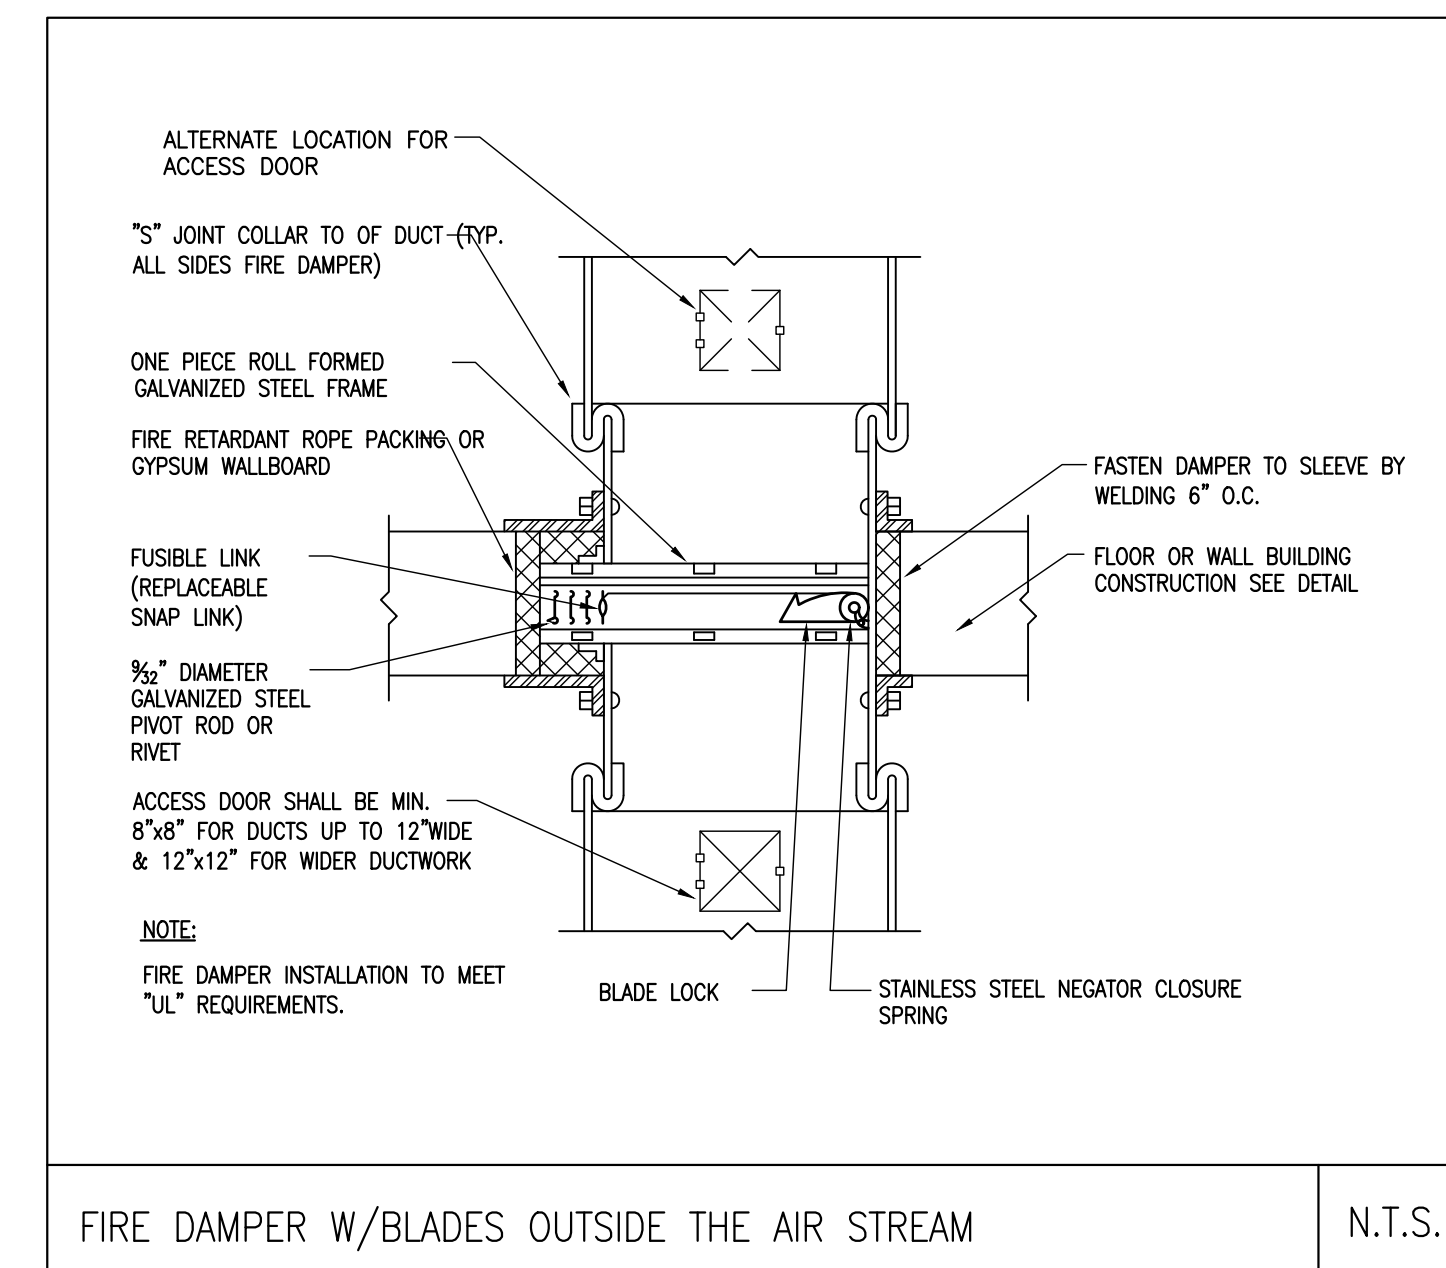 ALTERNATE LOCATION FOR
ACCESS DOOR
"S" JOINT COLLAR TO OF DUCT (TYP.
ALL SIDES FIRE DAMPER)
ONE PIECE ROLL FORMED
GALVANIZED STEEL FRAME
FIRE RETARDANT ROPE PACKING OR
GYPSUM WALLBOARD
FUSIBLE LINK
(REPLACEABLE
SNAP LINK)
9/32" DIAMETER
GALVANIZED STEEL
PIVOT ROD OR
RIVET
ACCESS DOOR SHALL BE MIN.
8"x8" FOR DUCTS UP TO 12"WIDE
& 12"x12" FOR WIDER DUCTWORK
NOTE:
FIRE DAMPER INSTALLATION TO MEET
"UL" REQUIREMENTS.
FASTEN DAMPER TO SLEEVE BY
WELDING 6" O.C.
FLOOR OR WALL BUILDING
CONSTRUCTION SEE DETAIL
BLADE LOCK
STAINLESS STEEL NEGATOR CLOSURE
SPRING
FIRE DAMPER W/BLADES OUTSIDE THE AIR STREAM
N.T.S.